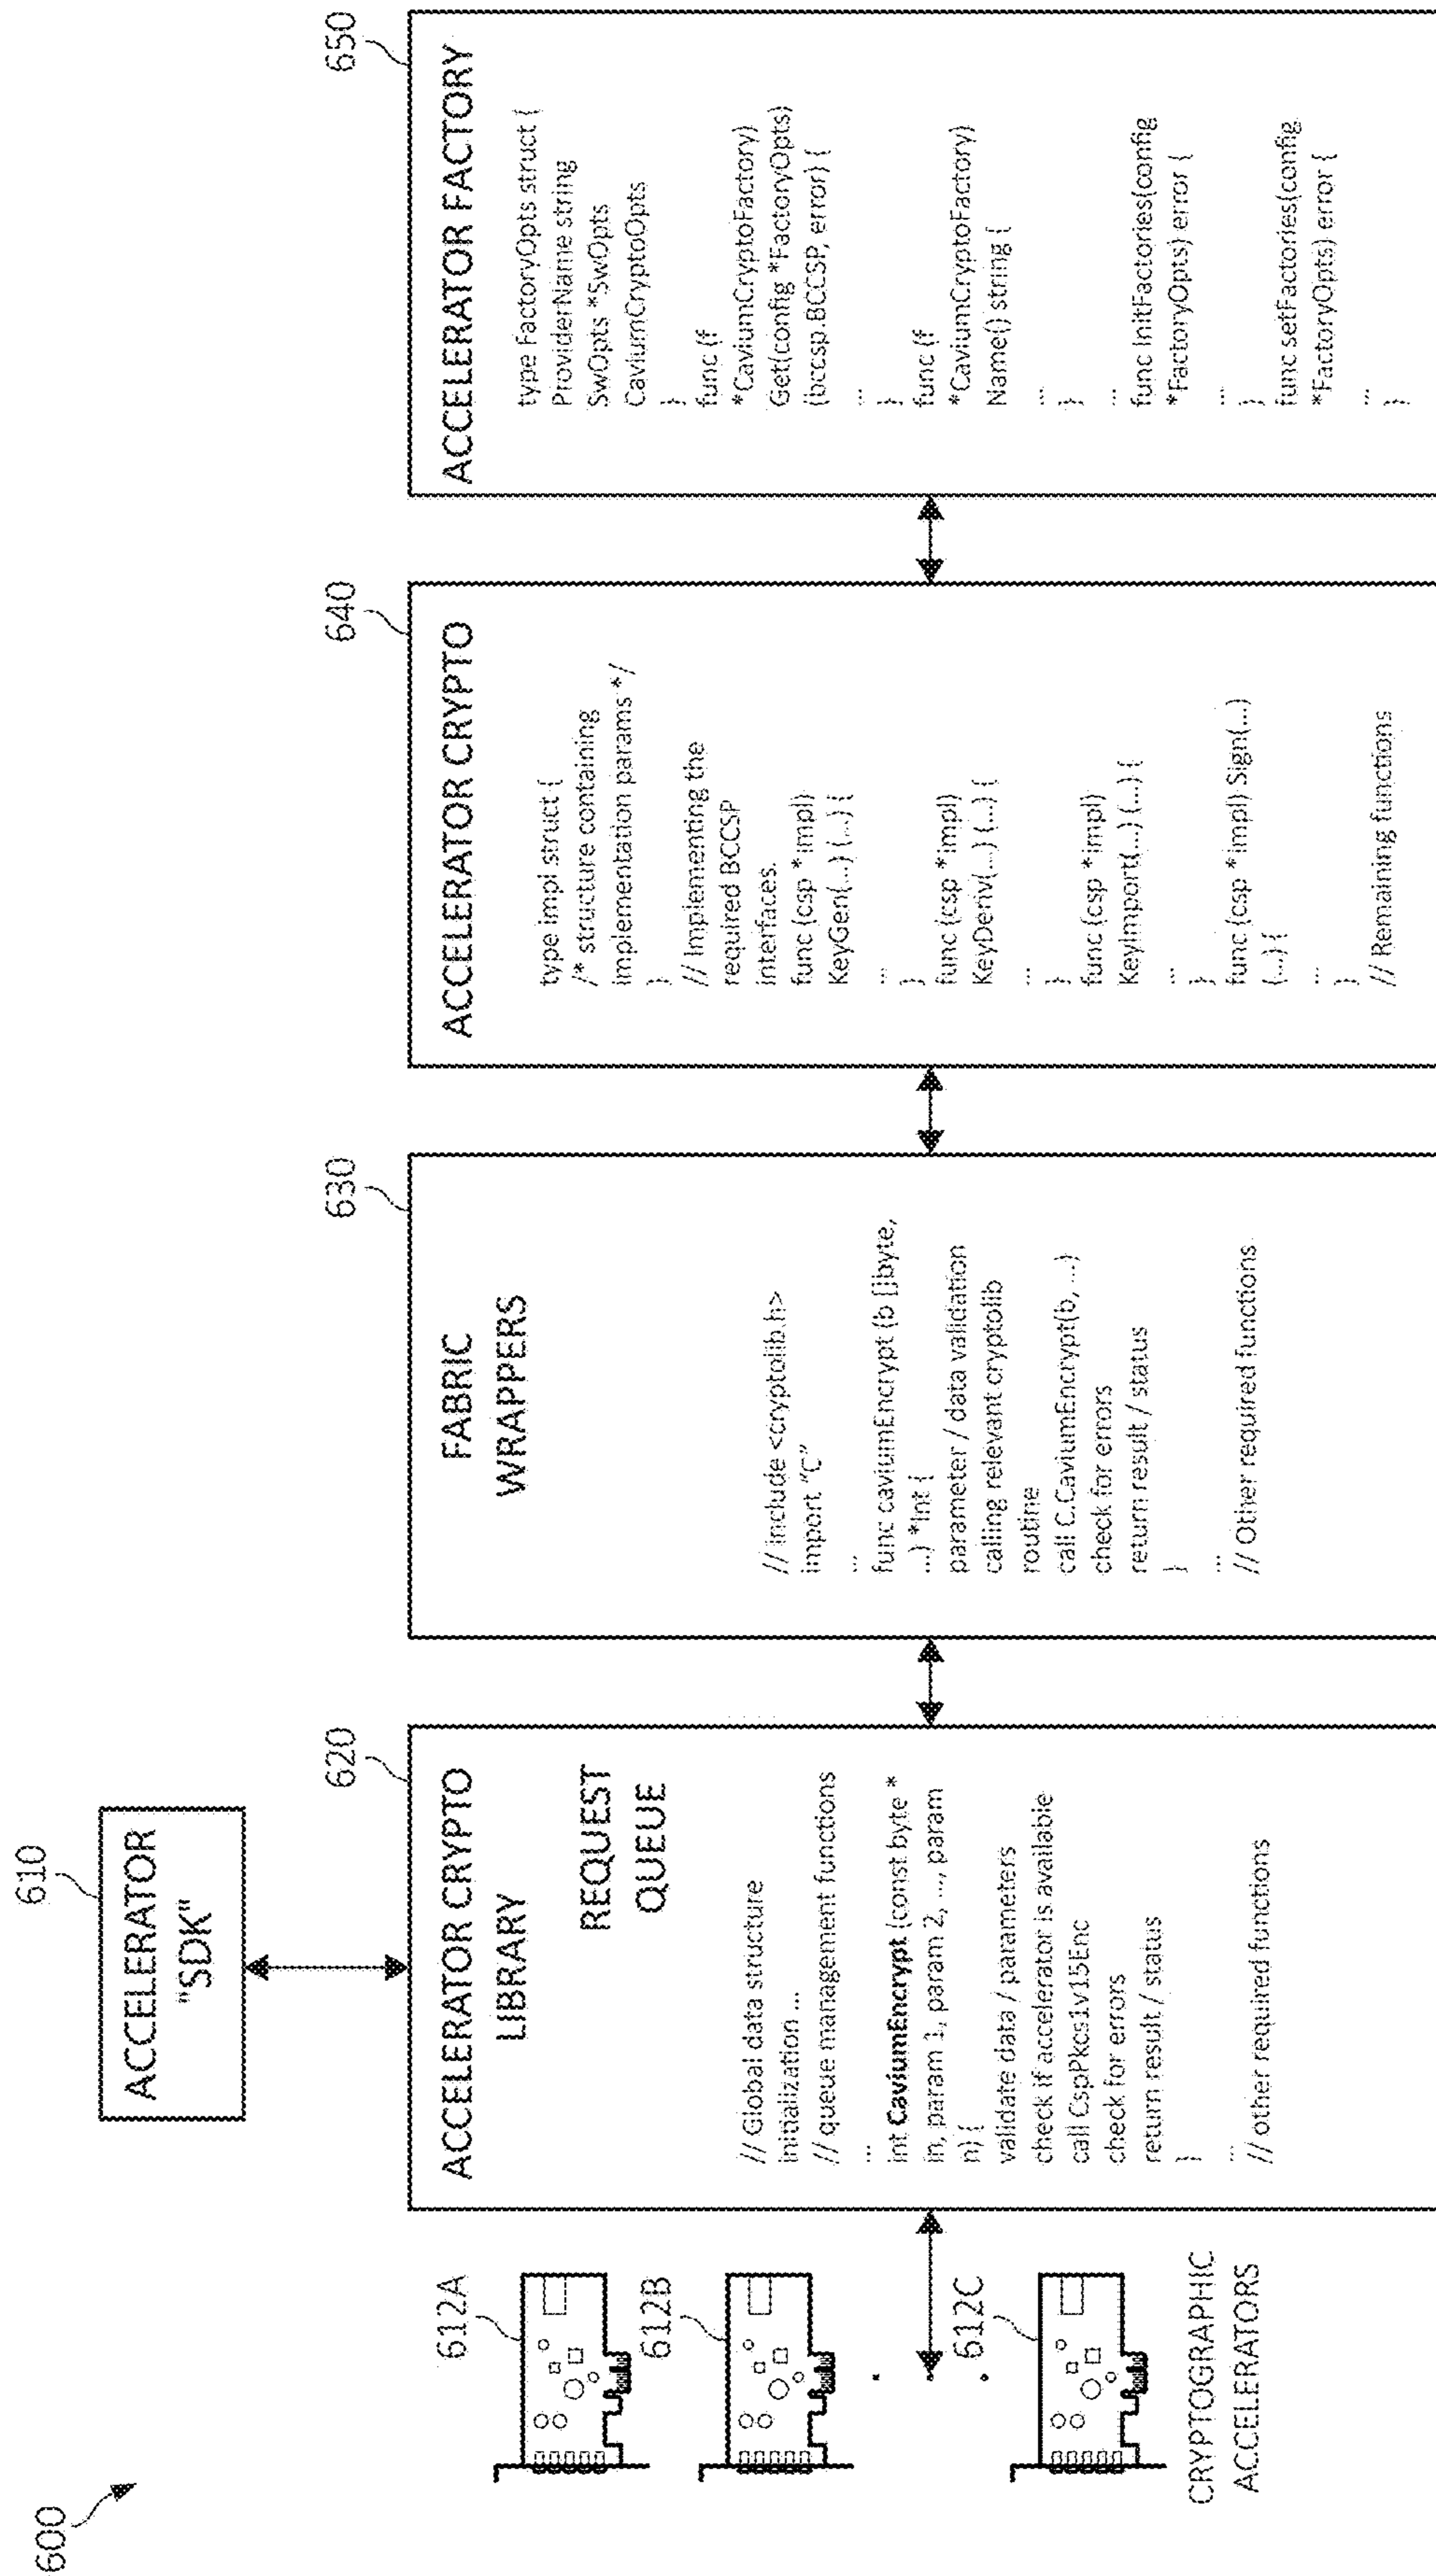 600
610
ACCELERATOR
"SDK"
612A
612B
612C
CRYPTOGRAPHIC
ACCELERATORS
620
ACCELERATOR CRYPTO
LIBRARY
REQUEST
QUEUE
// Global data structure
initialization ...
// queue management functions
...
int CaviumEncrypt (const byte *
in, param 1, param 2, ..., param
n) {
validate data / parameters
check if accelerator is available
call CspPkcs1v15Enc
check for errors
return result / status
}
...
// other required functions
630
FABRIC
WRAPPERS
// include <cryptolib.h>
import "C"
...
func caviumEncrypt (b []byte,
...) *Int {
parameter / data validation
calling relevant cryptolib
routine
call C.CaviumEncrypt(b, ...)
check for errors
return result / status
}
...
// Other required functions
640
ACCELERATOR CRYPTO
type impl struct {
/* structure containing
implementation params */
}
// Implementing the
required BCCSP
interfaces.
func (csp *impl)
KeyGen(...) (...) {
...
}
func (csp *impl)
KeyDeriv(...) (...) {
...
}
func (csp *impl)
KeyImport(...) (...) {
...
}
func (csp *impl) Sign(...)
(...) {
...
}
// Remaining functions
650
ACCELERATOR FACTORY
type FactoryOpts struct {
ProviderName string
SwOpts *SwOpts
CaviumCryptoOpts
}
func (f
*CaviumCryptoFactory)
Get(config *FactoryOpts)
(bccsp.BCCSP, error) {
...
}
func (f
*CaviumCryptoFactory)
Name() string {
...
}
...
func InitFactories(config
*FactoryOpts) error {
...
}
func setFactories(config
*FactoryOpts) error {
...
}